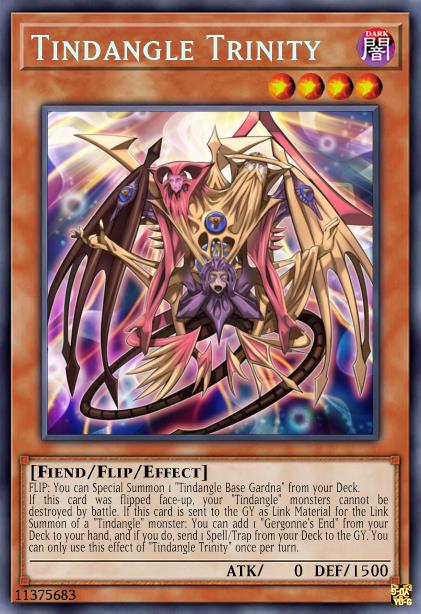 TINDANGLE TRINITY
DARK
闇
[FIEND/FLIP/EFFECT]
FLIP: You can Special Summon 1 "Tindangle Base Gardna" from your Deck.
If this card was flipped face-up, your "Tindangle" monsters cannot be
destroyed by battle. If this card is sent to the GY as Link Material for the Link
Summon of a "Tindangle" monster: You can add 1 "Gergonne's End" from your
Deck to your hand, and if you do, send 1 Spell/Trap from your Deck to the GY. You
can only use this effect of "Tindangle Trinity" once per turn.
ATK/ 0 DEF/1500
11375683